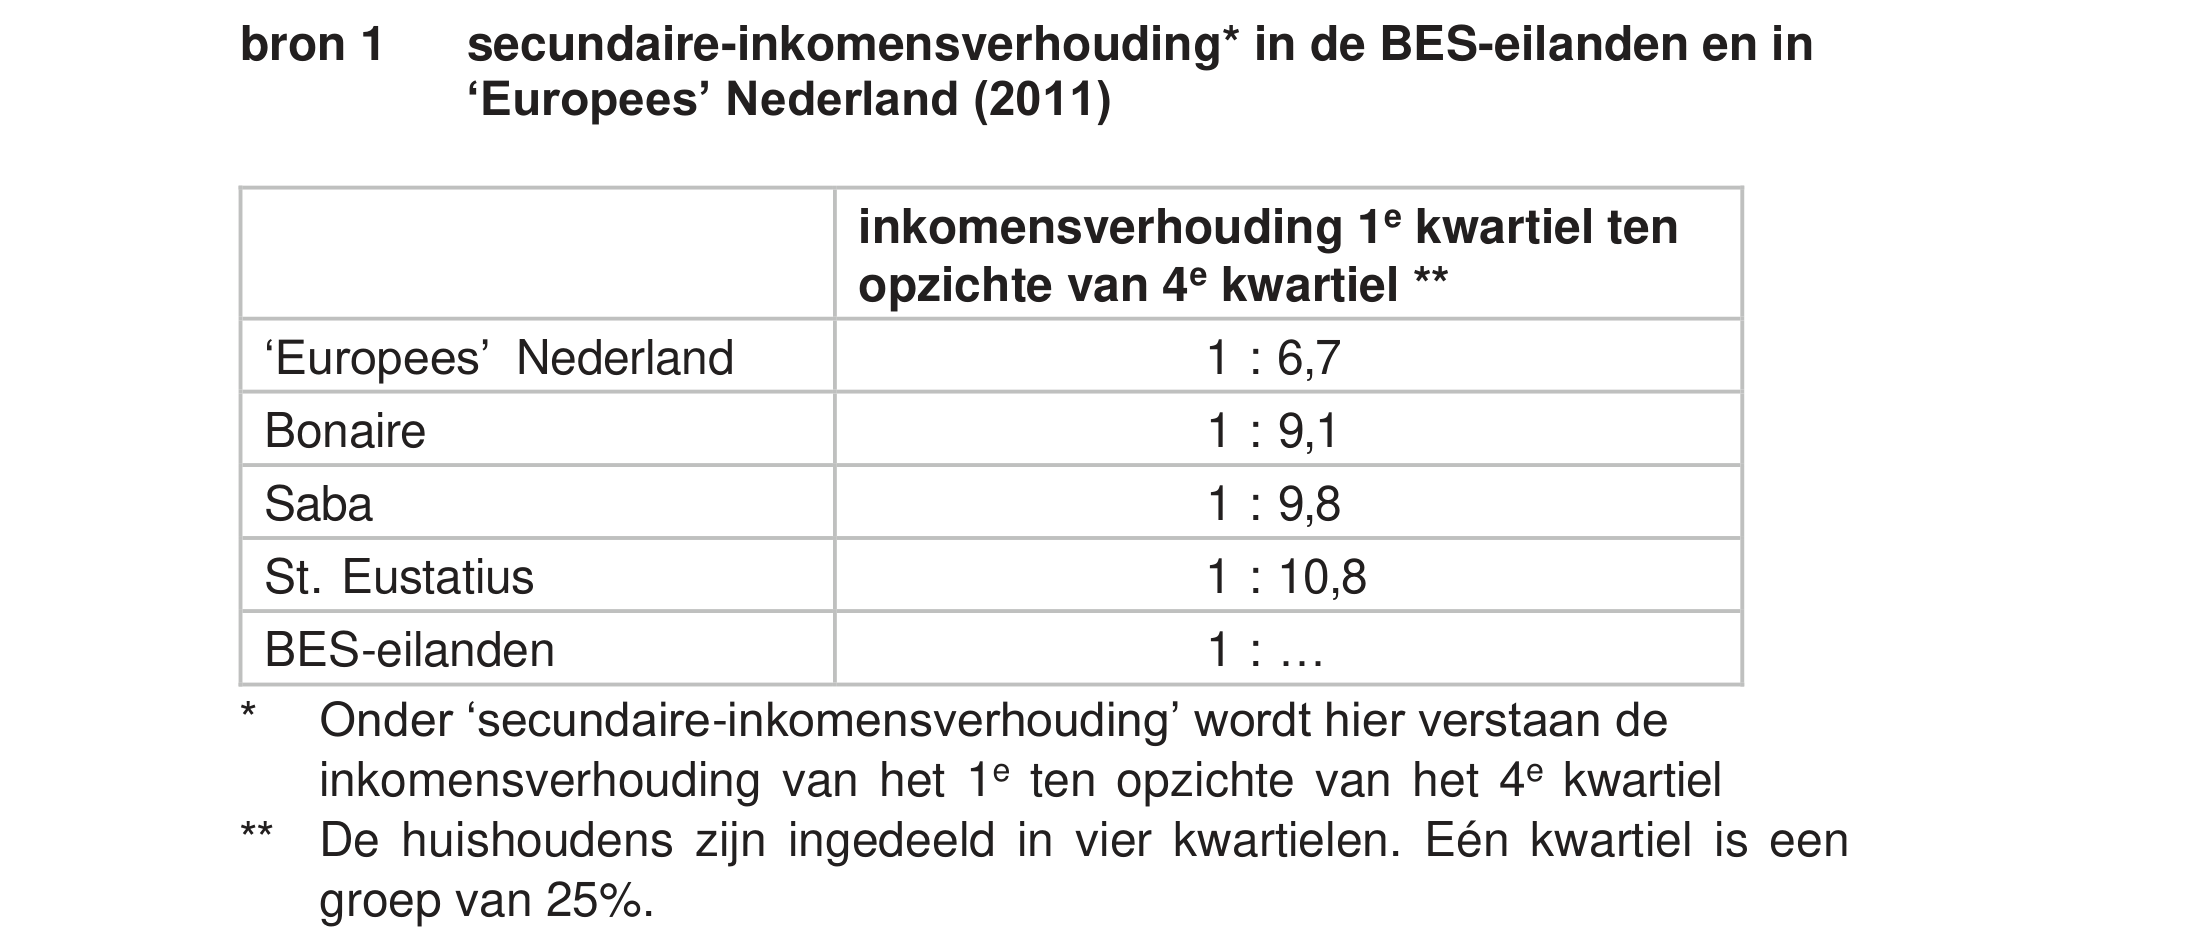 bron 1 secundaire-inkomensverhouding* in de BES-eilanden en in
‘Europees’ Nederland (2011)
inkomensverhouding 1e kwartiel ten
opzichte van 4e kwartiel **
‘Europees’ Nederland 1 : 6,7
Bonaire 1 : 9,1
Saba 1 : 9,8
St. Eustatius 1 : 10,8
BES-eilanden 1 : …
* Onder ‘secundaire-inkomensverhouding’ wordt hier verstaan de
inkomensverhouding van het 1e ten opzichte van het 4e kwartiel
** De huishoudens zijn ingedeeld in vier kwartielen. Eén kwartiel is een
groep van 25%.